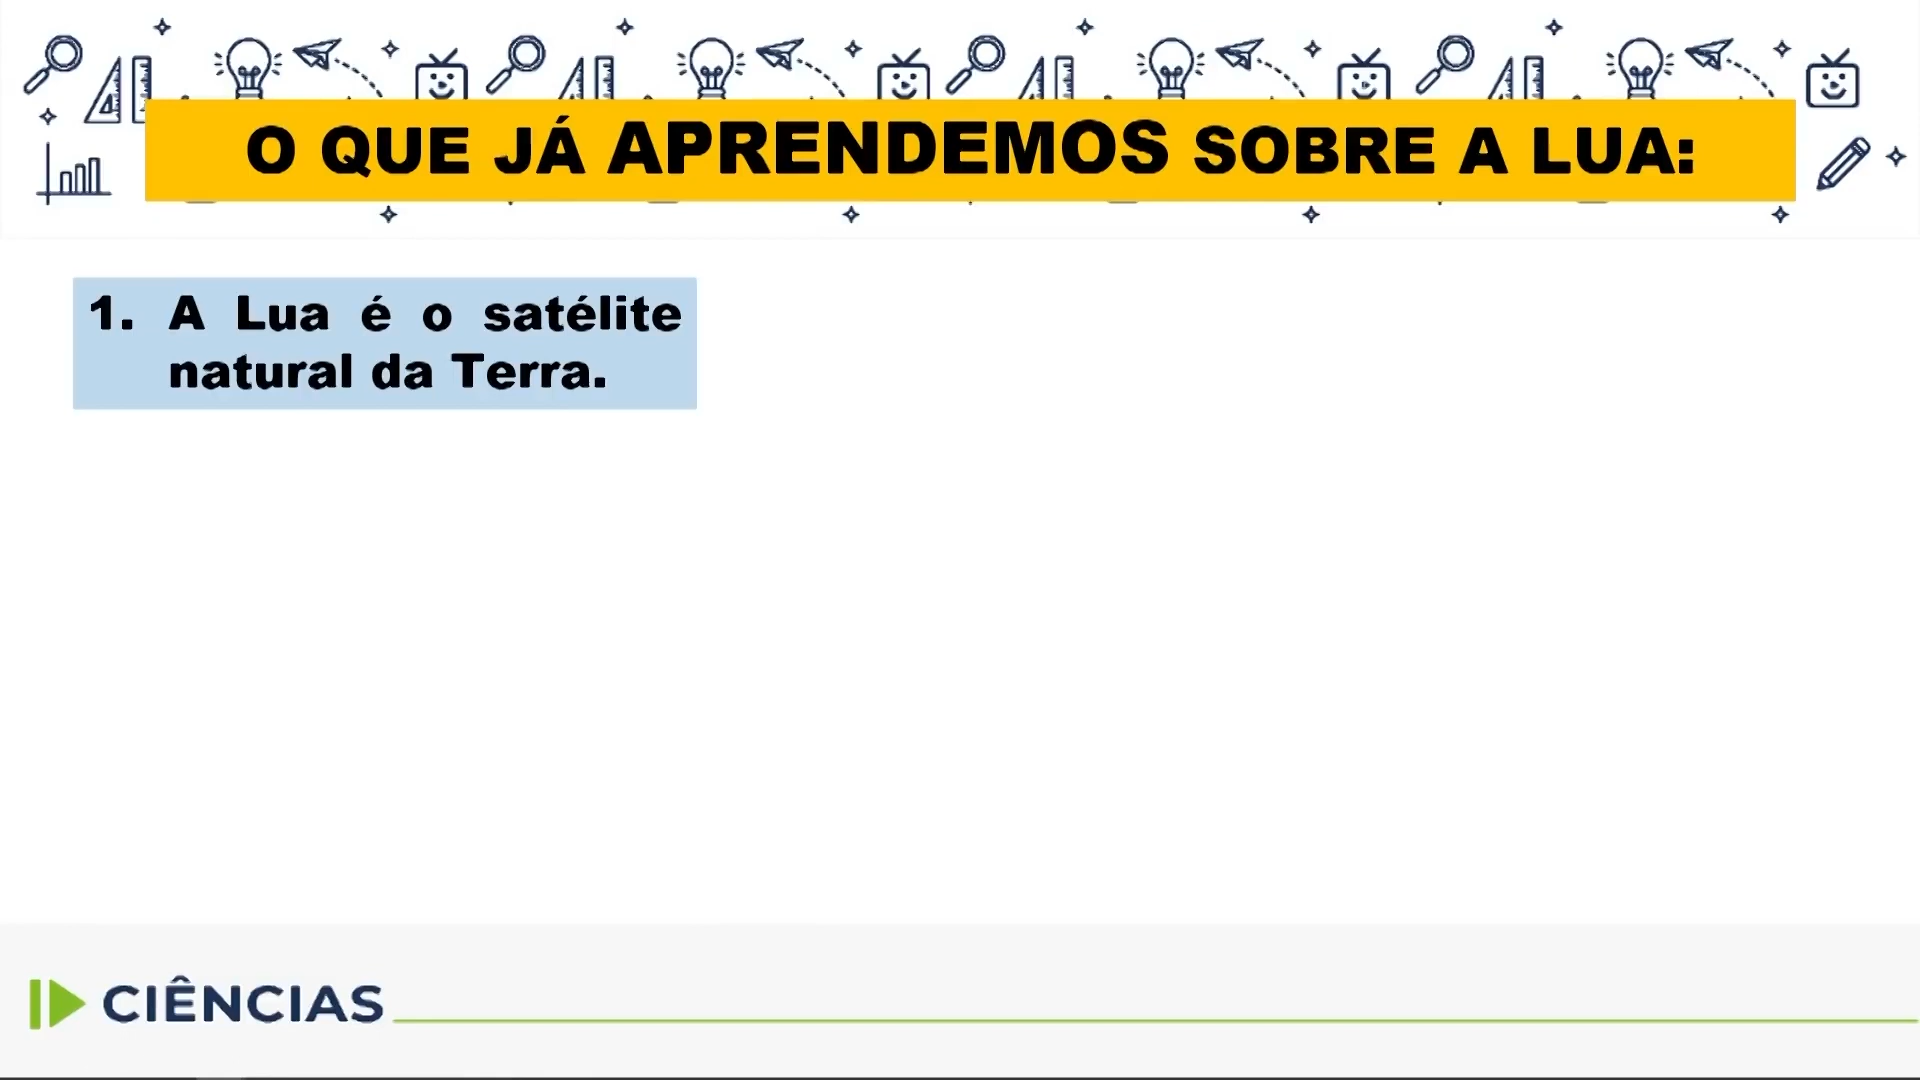 O QUE JÁ APRENDEMOS SOBRE A LUA:
1. A Lua é o satélite
natural da Terra.
CIÊNCIAS